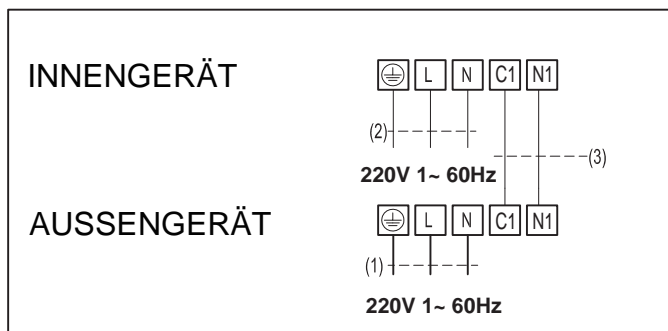 INNENGERÄT
L N C1 N1
(2)
(3)
220V 1~ 60Hz
AUSSENGERÄT
L N C1 N1
(1)
220V 1~ 60Hz